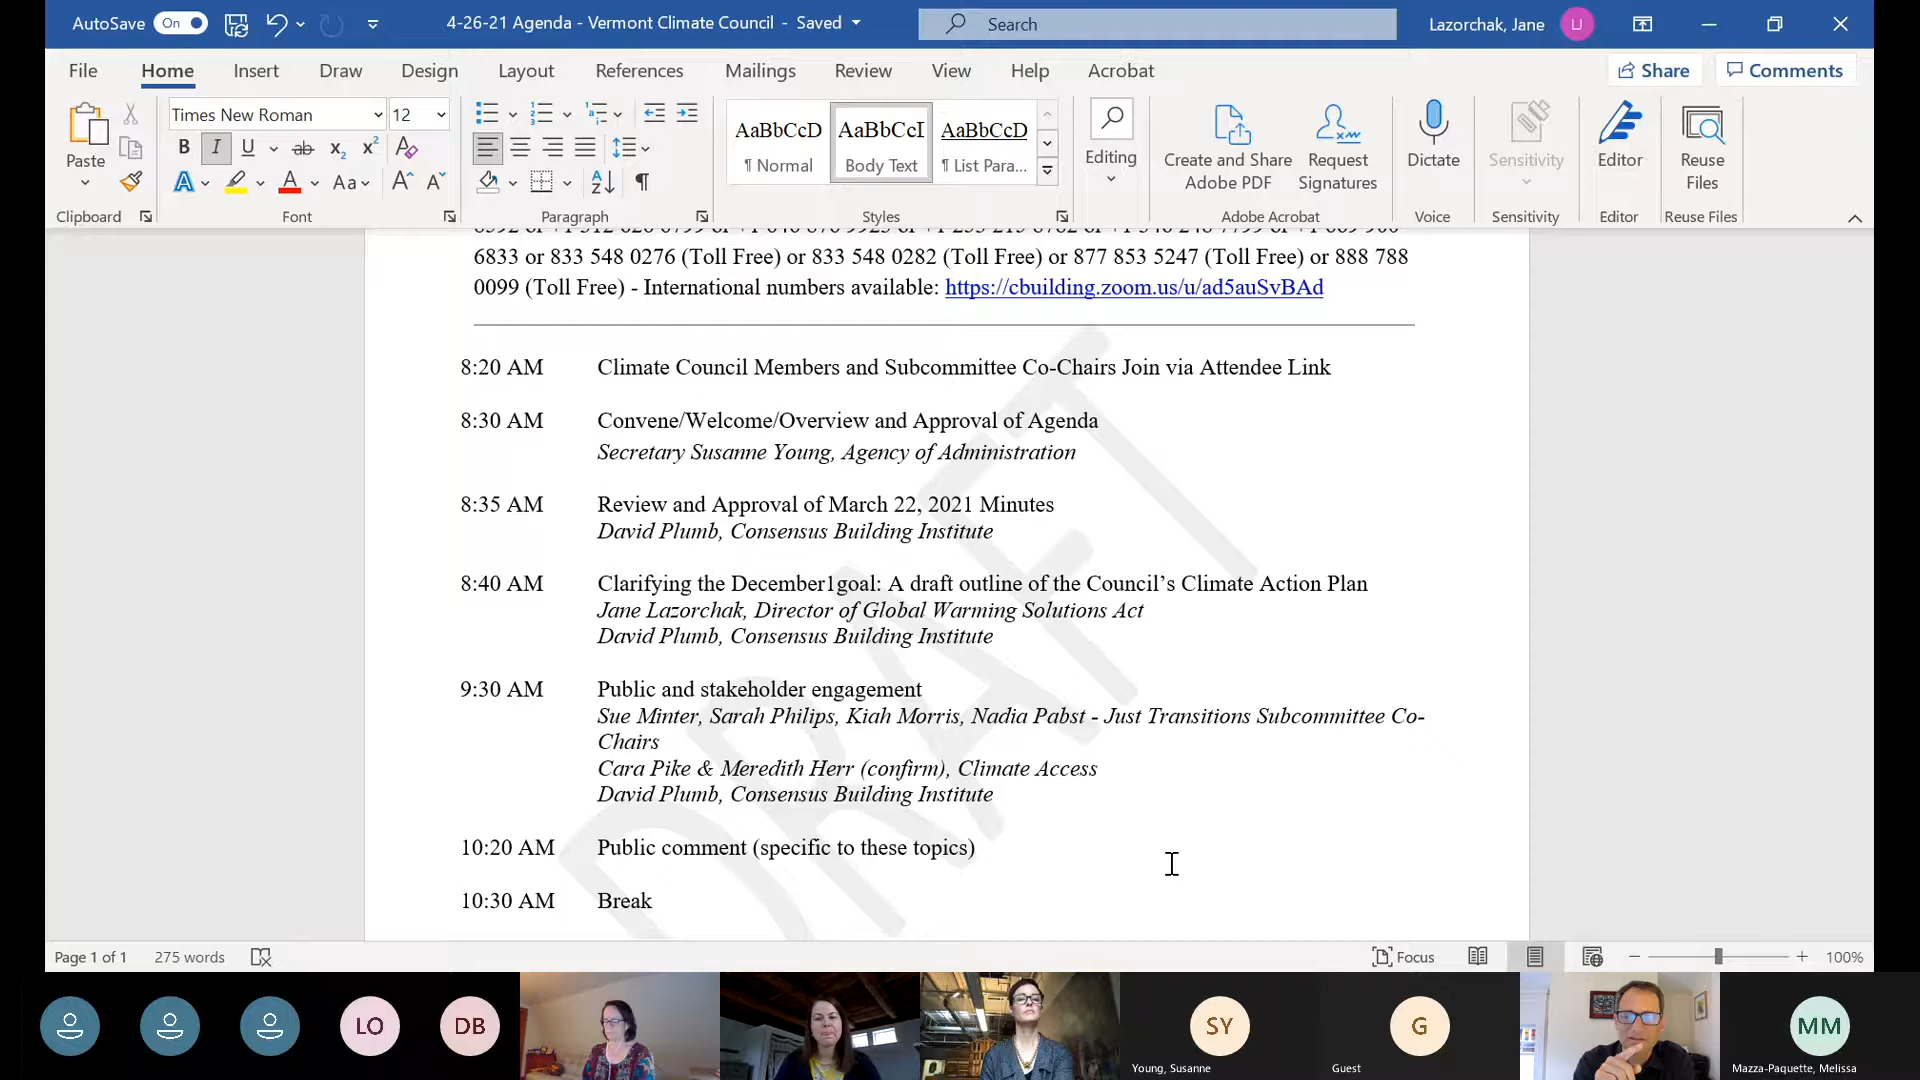 AutoSave On 4-26-21 Agenda - Vermont Climate Council - Saved Search Lazorchak, Jane U
File Home Insert Draw Design Layout References Mailings Review View Help Acrobat Share Comments
Times New Roman 12
AaBbCcD AaBbCcI AaBbCcD
Paste B I U ab x₂ x² A ¶ Normal Body Text ¶ List Para... Editing Create and Share Adobe PDF Request Signatures Dictate Sensitivity Editor Reuse Files
Clipboard Font Paragraph Styles Adobe Acrobat Voice Sensitivity Editor Reuse Files
6833 or 833 548 0276 (Toll Free) or 833 548 0282 (Toll Free) or 877 853 5247 (Toll Free) or 888 788
0099 (Toll Free) - International numbers available: https://cbuilding.zoom.us/u/ad5auSvBAd
8:20 AM Climate Council Members and Subcommittee Co-Chairs Join via Attendee Link
8:30 AM Convene/Welcome/Overview and Approval of Agenda
Secretary Susanne Young, Agency of Administration
8:35 AM Review and Approval of March 22, 2021 Minutes
David Plumb, Consensus Building Institute
8:40 AM Clarifying the December1goal: A draft outline of the Council’s Climate Action Plan
Jane Lazorchak, Director of Global Warming Solutions Act
David Plumb, Consensus Building Institute
9:30 AM Public and stakeholder engagement
Sue Minter, Sarah Philips, Kiah Morris, Nadia Pabst - Just Transitions Subcommittee Co-
Chairs
Cara Pike & Meredith Herr (confirm), Climate Access
David Plumb, Consensus Building Institute
10:20 AM Public comment (specific to these topics)
10:30 AM Break
DRAFT
Page 1 of 1 275 words Focus 100%
LO DB SY G MM
Young, Susanne Guest Mazza-Paquette, Melissa